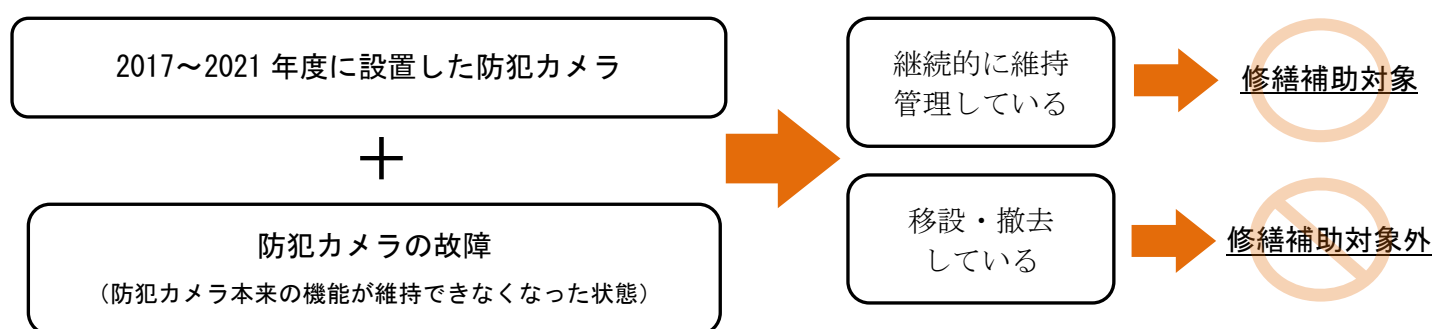 2017～2021 年度に設置した防犯カメラ
＋
防犯カメラの故障
（防犯カメラ本来の機能が維持できなくなった状態）
継続的に維持
管理している
修繕補助対象
移設・撤去
している
修繕補助対象外